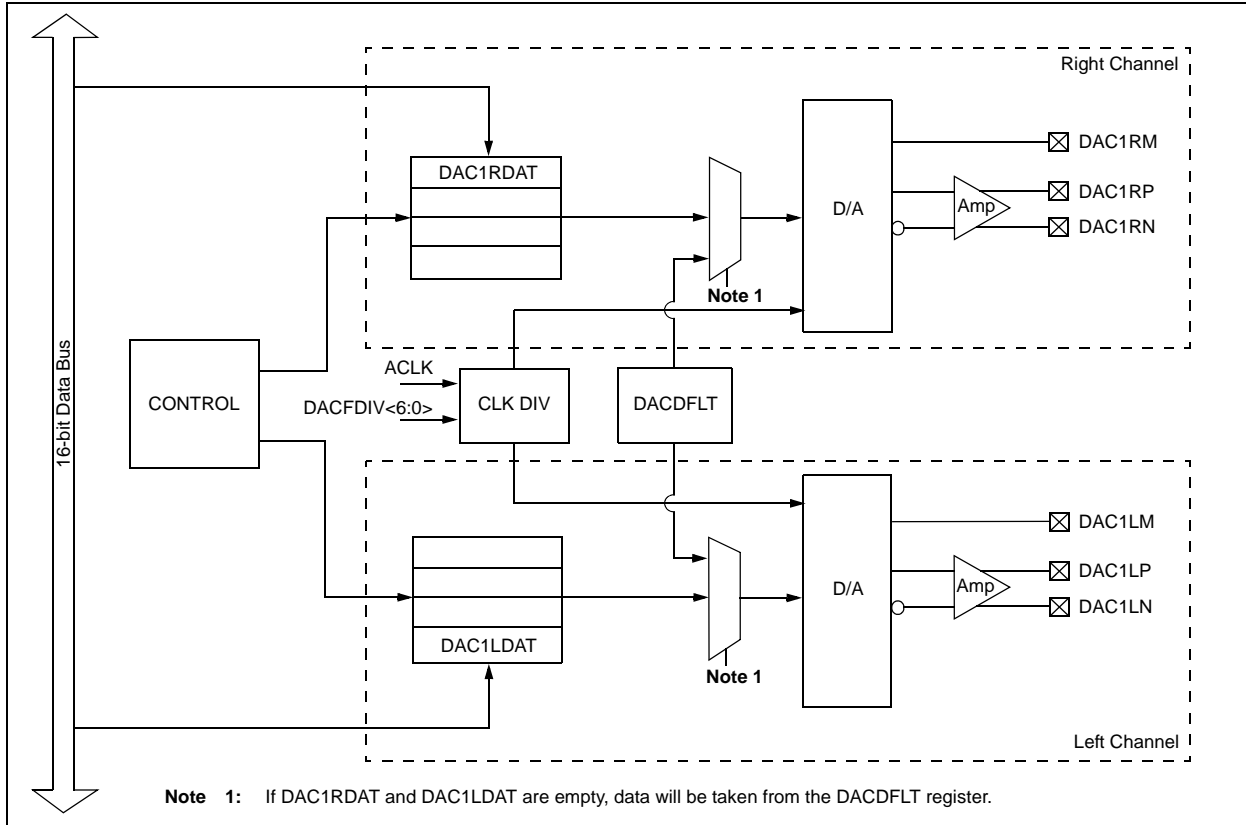 Right Channel
DAC1RDAT
D/A
DAC1RM
DAC1RP
Amp
DAC1RN
Note 1
16-bit Data Bus
CONTROL
ACLK
DACFDIV<6:0>
CLK DIV
DACDFLT
DAC1LDAT
D/A
DAC1LM
DAC1LP
Amp
DAC1LN
Note 1
Left Channel
Note 1: If DAC1RDAT and DAC1LDAT are empty, data will be taken from the DACDFLT register.